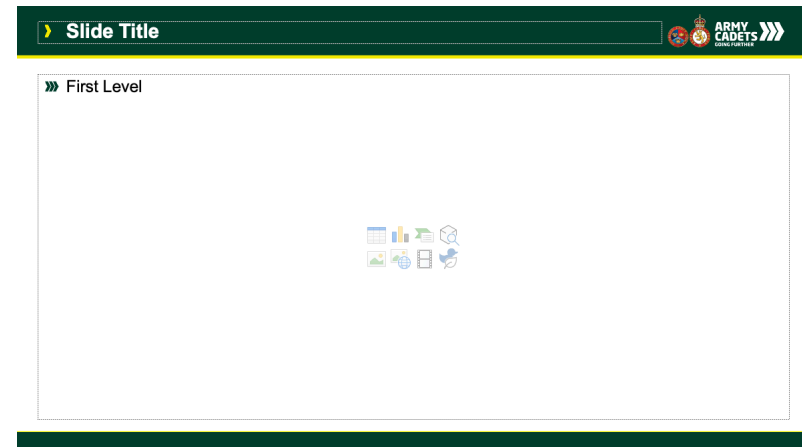 Slide Title
ARMY
CADETS
GOING FURTHER
First Level